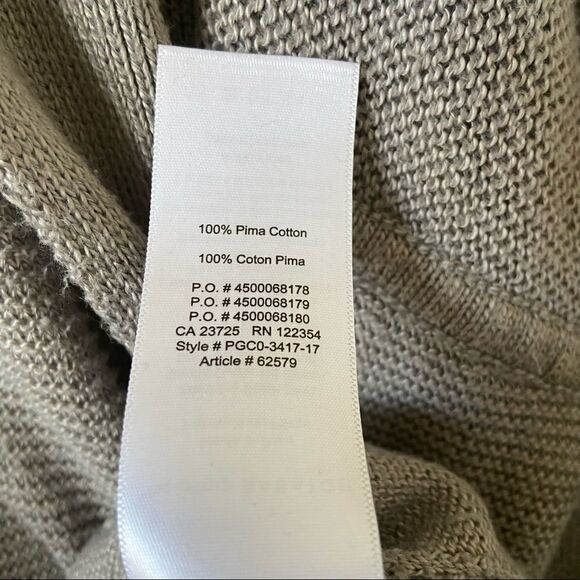 100% Pima Cotton
100% Coton Pima
P.O. # 4500068178
P.O. # 4500068179
P.O. # 4500068180
CA 23725 RN 122354
Style # PGC0-3417-17
Article # 62579